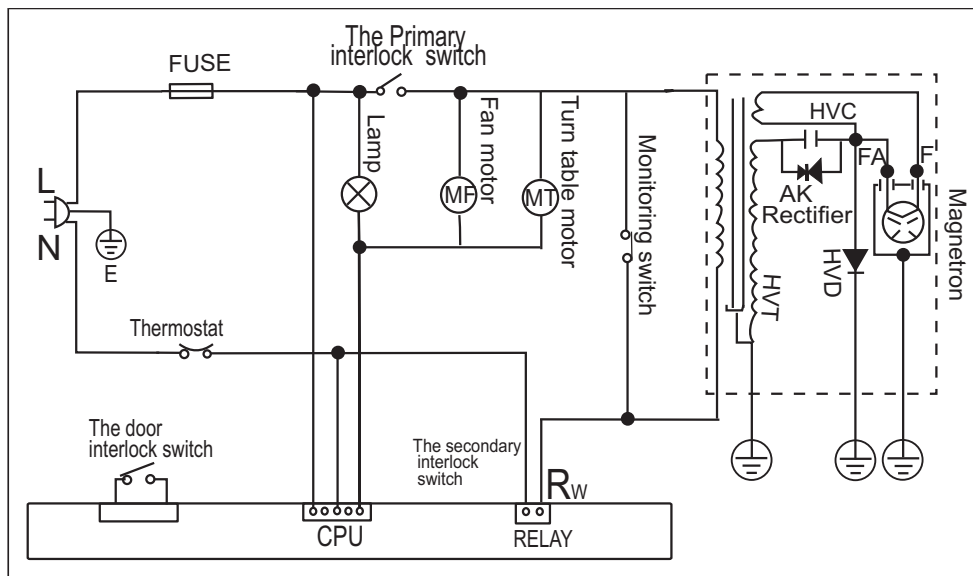 The Primary
interlock switch
FUSE
HVC
Lamp
Fan motor
Turn table motor
Monitoring switch
FA
F
L
MF
MT
AK
Rectifier
Magnetron
N
E
HVD
HVT
Thermostat
The door
interlock switch
The secondary
interlock
switch
RW
CPU
RELAY